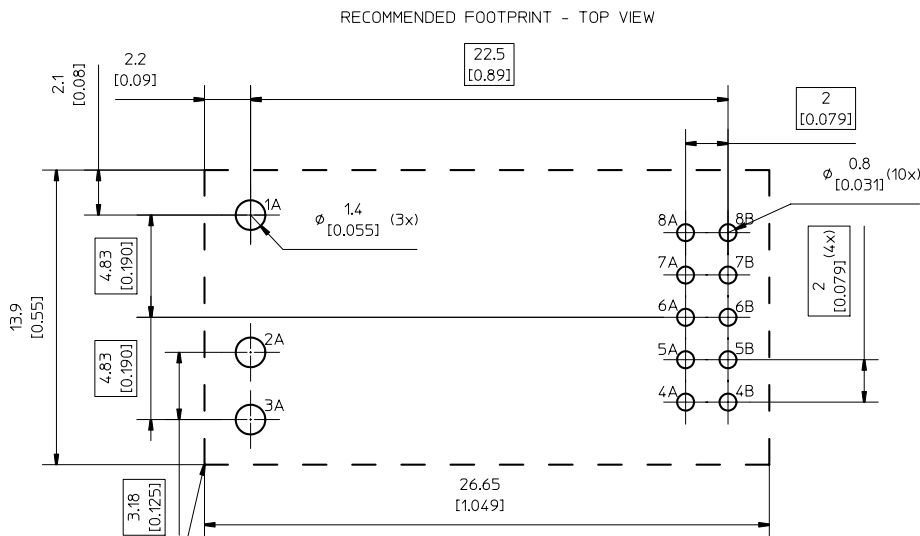 RECOMMENDED FOOTPRINT - TOP VIEW
22.5
[0.89]
2.2
[0.09]
2.1
[0.08]
2
[0.079]
ø 0.8 (10x)
[0.031]
1A
ø 1.4 (3x)
[0.055]
8A 8B
4.83
[0.190]
7A 7B
2 (4x)
[0.079]
13.9
[0.55]
6A 6B
4.83
[0.190]
2A
5A 5B
3A
4A 4B
3.18
[0.125]
26.65
[1.049]